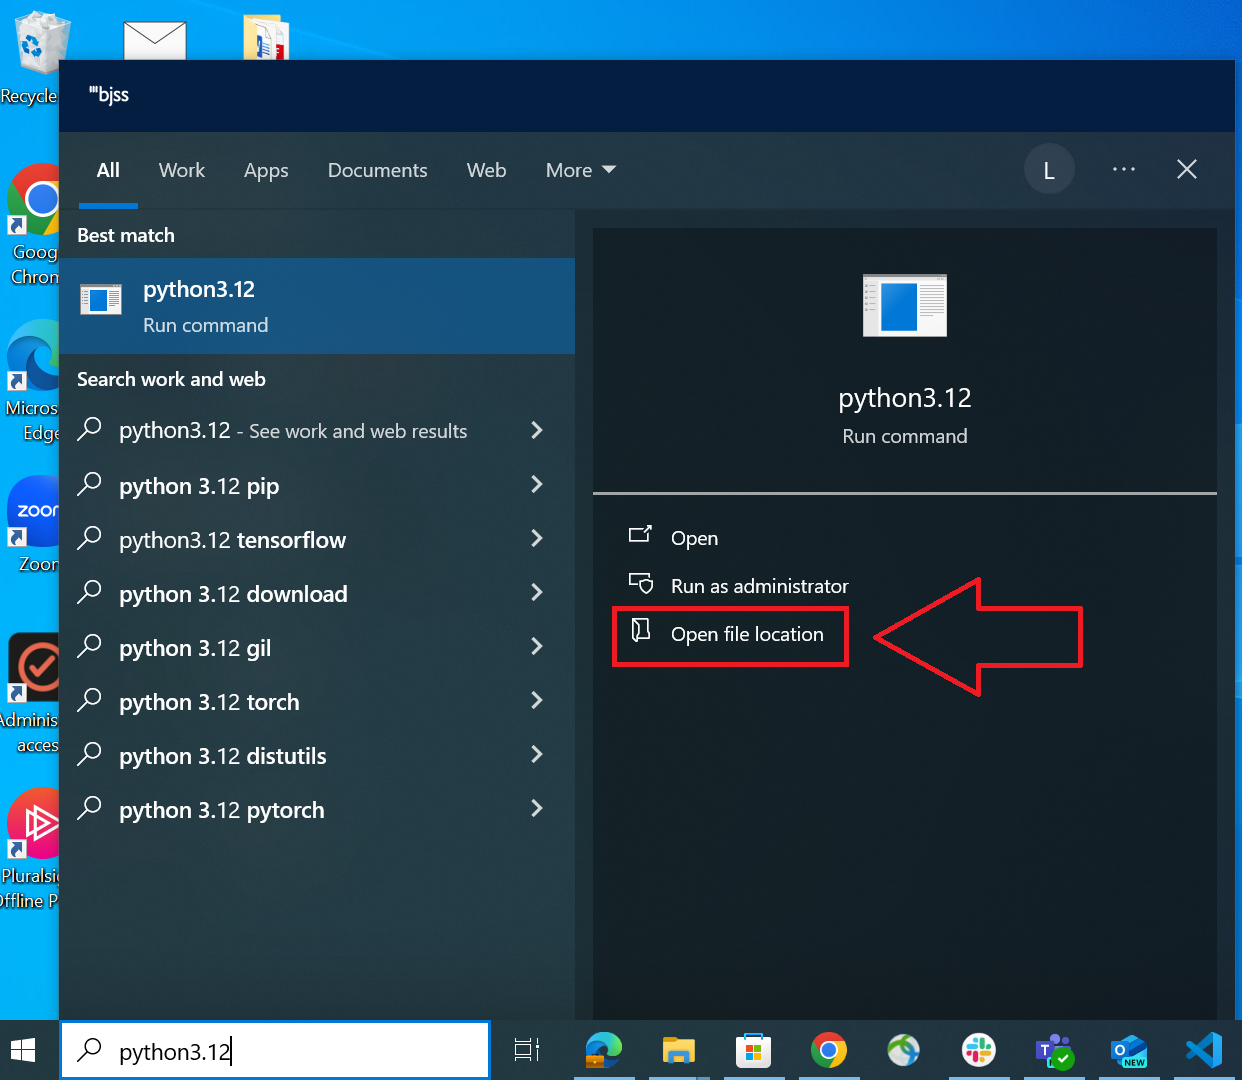 Recycle
"'bjss
All
Work
Apps
Documents
Web
More
L
Goog
Chrom
Micros
Edge
zoom
Zoom
Adminis
access
Pluralsig
Offline P
Best match
python3.12
Run command
Search work and web
python3.12 - See work and web results
python 3.12 pip
python3.12 tensorflow
python 3.12 download
python 3.12 gil
python 3.12 torch
python 3.12 distutils
python 3.12 pytorch
python3.12
Run command
Open
Run as administrator
Open file location
python3.12
T
O
NEW